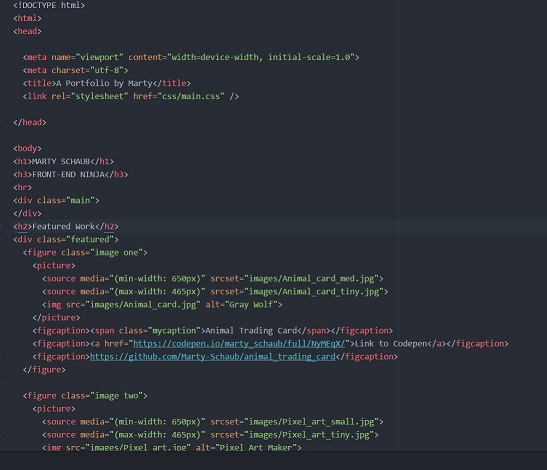 <!DOCTYPE html>
<html>
<head>
<meta name="viewport" content="width=device-width, initial-scale=1.0">
<meta charset="utf-8">
<title>A Portfolio by Marty</title>
<link rel="stylesheet" href="css/main.css" />
</head>
<body>
<h1>MARTY SCHAUB</h1>
<h3>FRONT-END NINJA</h3>
<hr>
<div class="main">
</div>
<h2>Featured Work</h2>
<div class="featured">
<figure class="image one">
<picture>
<source media="(min-width: 650px)" srcset="images/Animal_card_med.jpg">
<source media="(max-width: 465px)" srcset="images/Animal_card_tiny.jpg">
<img src="images/Animal_card.jpg" alt="Gray Wolf">
</picture>
<figcaption><span class="mycaption">Animal Trading Card</span></figcaption>
<figcaption><a href="https://codepen.io/marty_schaub/full/NyMEqX/">Link to Codepen</a></figcaption>
<figcaption>https://github.com/Marty-Schaub/animal_trading_card</figcaption>
</figure>
<figure class="image two">
<picture>
<source media="(min-width: 650px)" srcset="images/Pixel_art_small.jpg">
<source media="(max-width: 465px)" srcset="images/Pixel_art_tiny.jpg">
<img src="images/Pixel_art.jpg" alt="Pixel Art Maker">